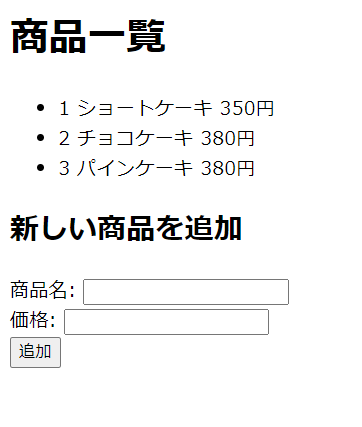 商品一覧
1 ショートケーキ 350円
2 チョコケーキ 380円
3 パインケーキ 380円
新しい商品を追加
商品名:
価格:
追加